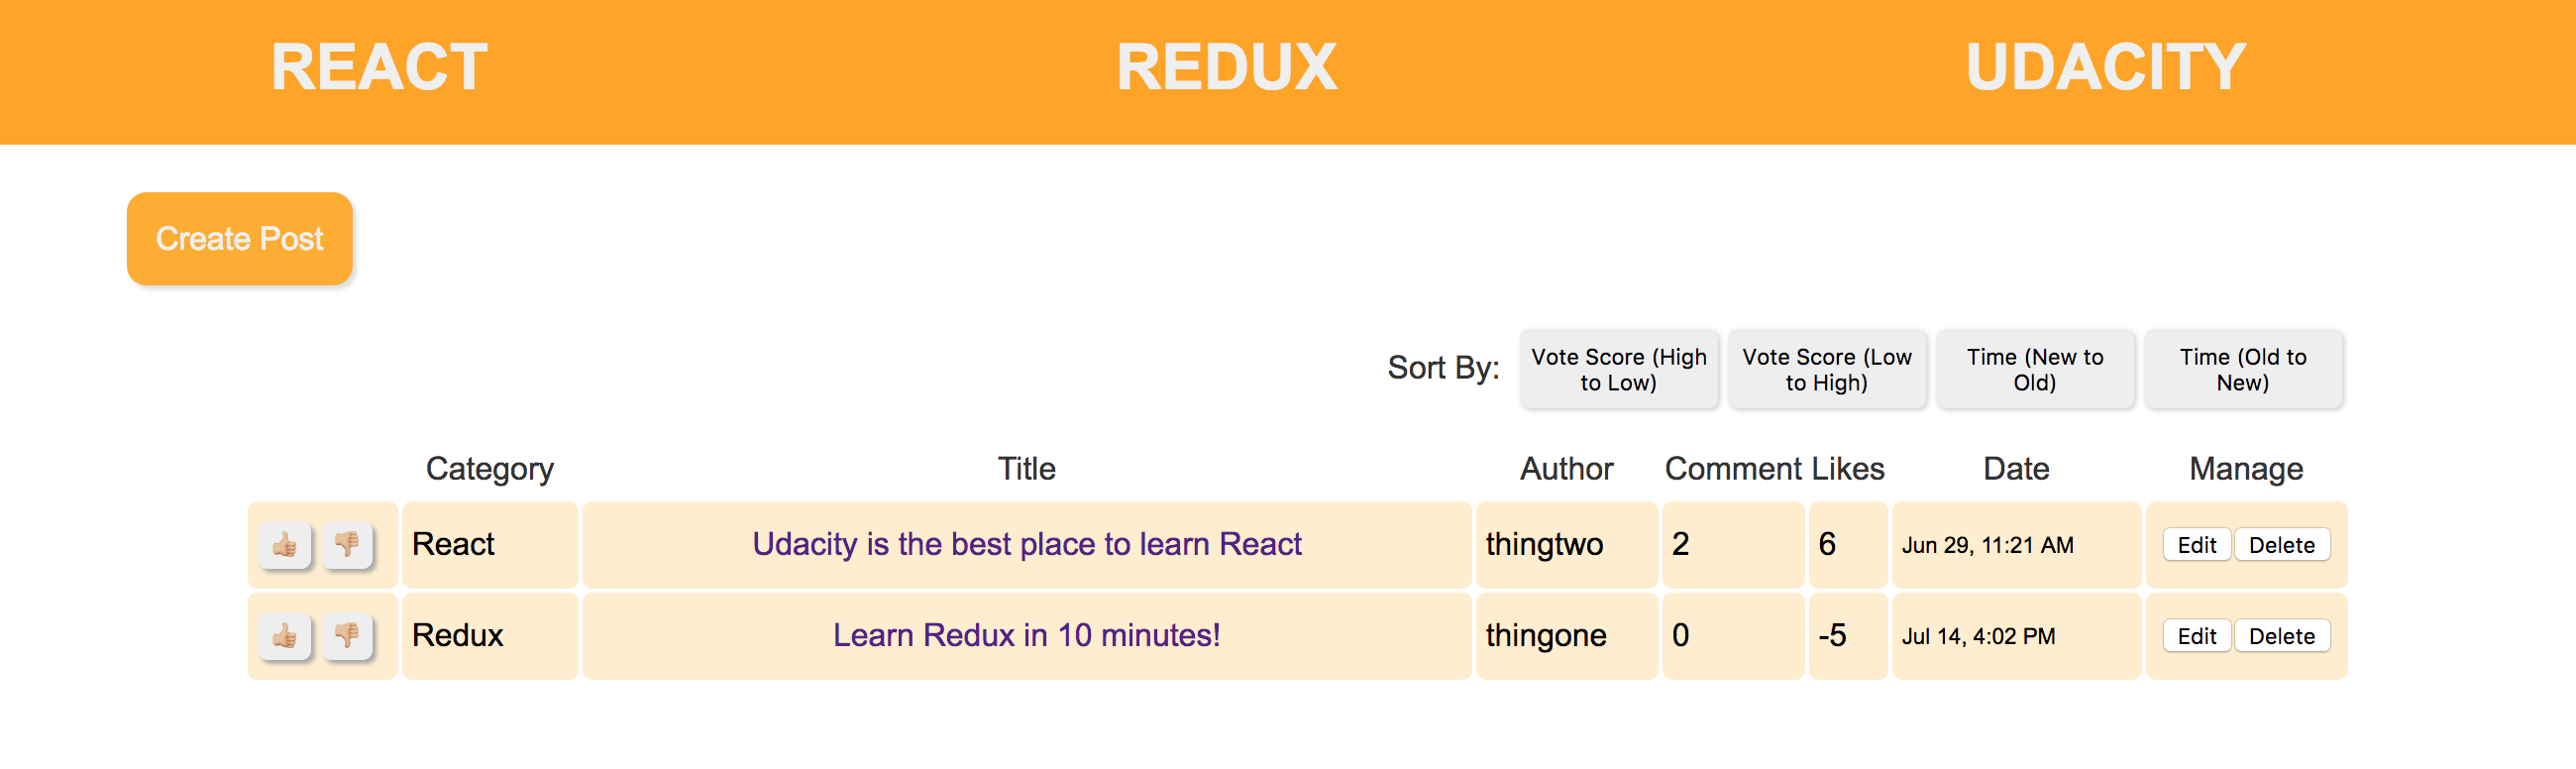 REACT REDUX UDACITY
Create Post
Sort By: Vote Score (High to Low) Vote Score (Low to High) Time (New to Old) Time (Old to New)
Category Title Author Comment Likes Date Manage
React Udacity is the best place to learn React thingtwo 2 6 Jun 29, 11:21 AM Edit Delete
Redux Learn Redux in 10 minutes! thingone 0 -5 Jul 14, 4:02 PM Edit Delete